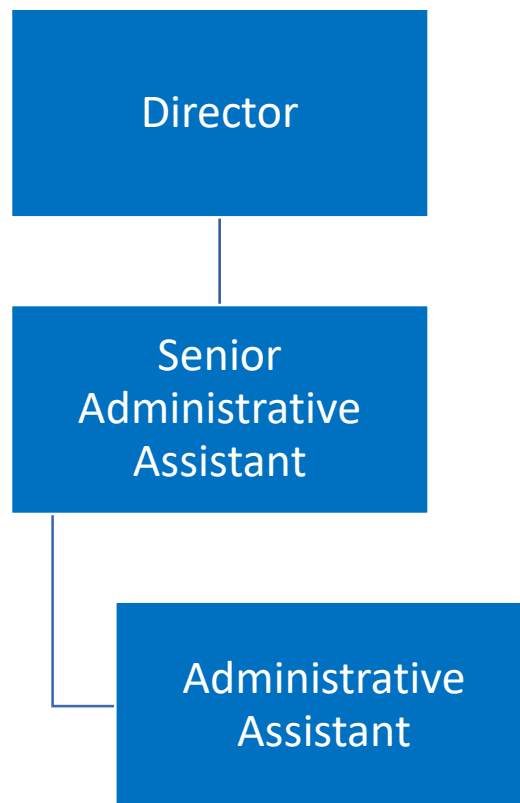 Director
Senior
Administrative
Assistant
Administrative
Assistant